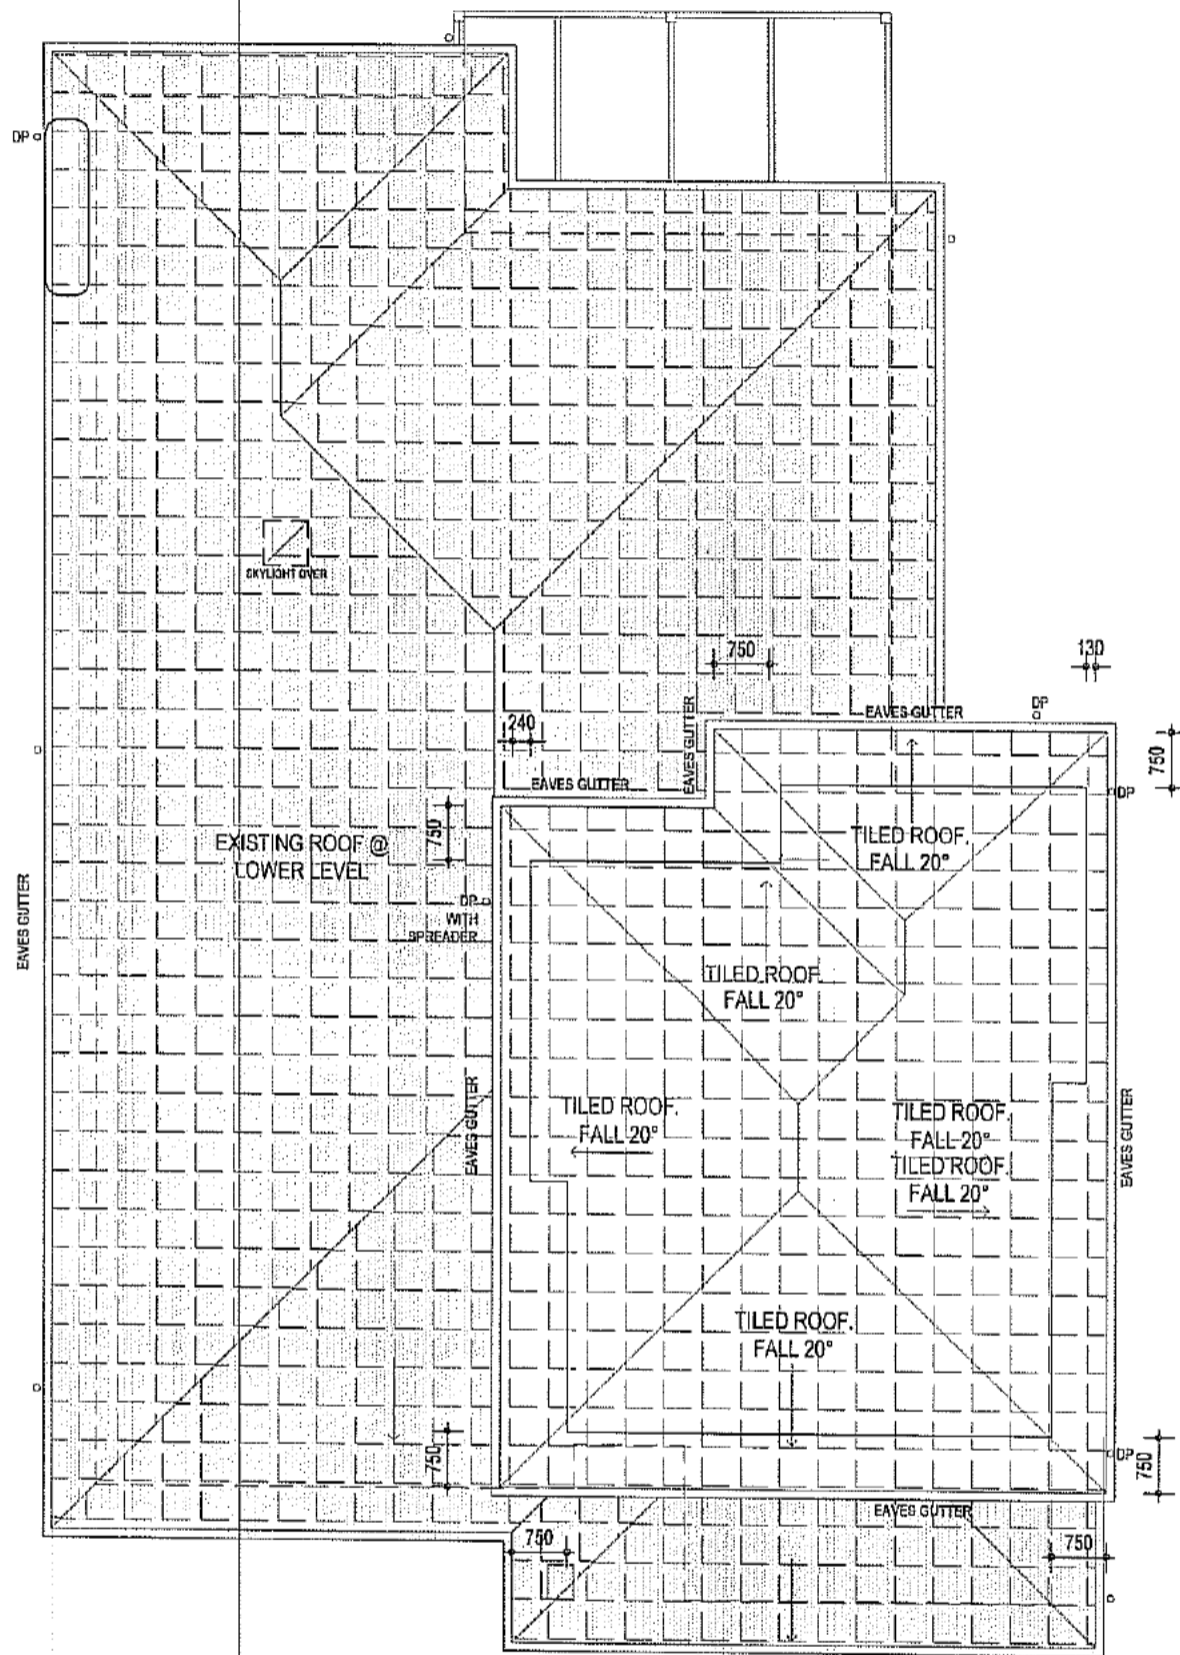 DP
SKYLIGHT OVER
750
130
240
EAVES GUTTER
EAVES GUTTER
EAVES GUTTER
DP
750
DP
750
EXISTING ROOF @
LOWER LEVEL
TILED ROOF.
FALL 20°
EAVES GUTTER
DP
WITH
SPREADER
TILED ROOF.
FALL 20°
EAVES GUTTER
TILED ROOF.
FALL 20°
TILED ROOF.
FALL 20°
TILED ROOF.
FALL 20°
EAVES GUTTER
TILED ROOF.
FALL 20°
750
DP
750
EAVES GUTTER
750
750